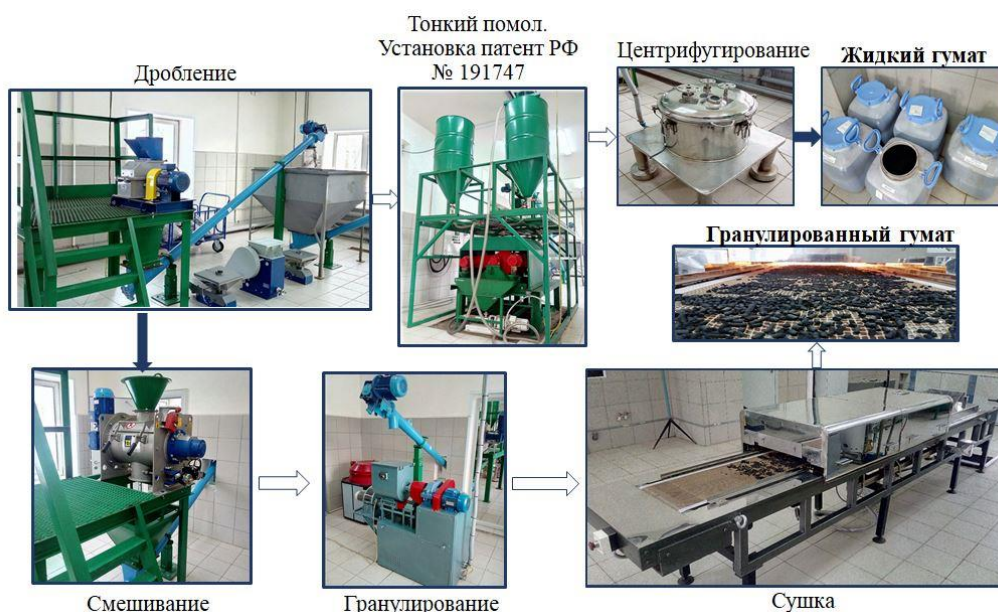 Дробление
Тонкий помол.
Установка патент РФ
№ 191747
Центрифугирование
Жидкий гумат
Гранулированный гумат
Смешивание
Гранулирование
Сушка